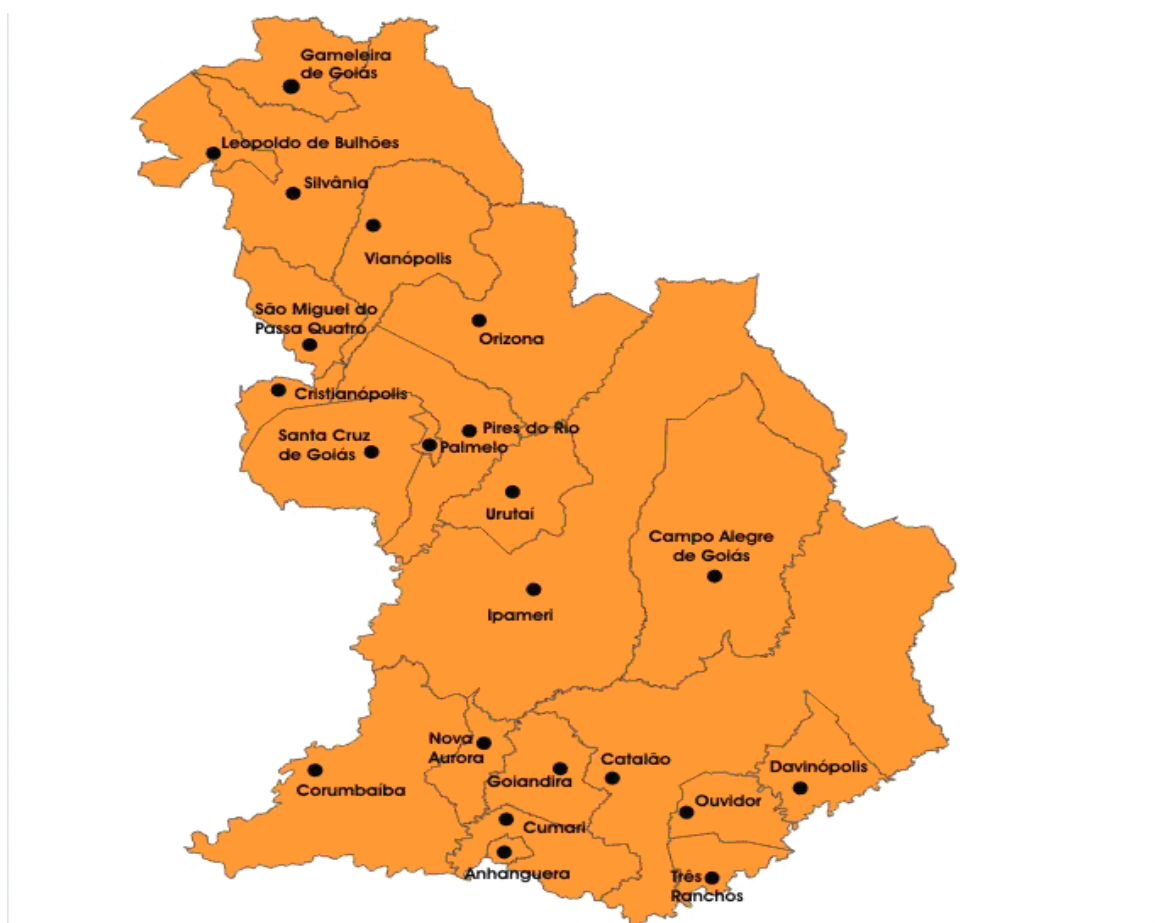 Gameleira
de Goiás
Leopoldo de Bulhões
Silvânia
Vianópolis
São Miguel do
Passa Quatro
Orizona
Cristianópolis
Pires do Rio
Santa Cruz
de Goiás
Palmelo
Urutaí
Campo Alegre
de Goiás
Ipameri
Nova
Aurora
Catalão
Davinópolis
Goiandira
Corumbaíba
Ouvidor
Cumari
Anhanguera
Três
Ranchos